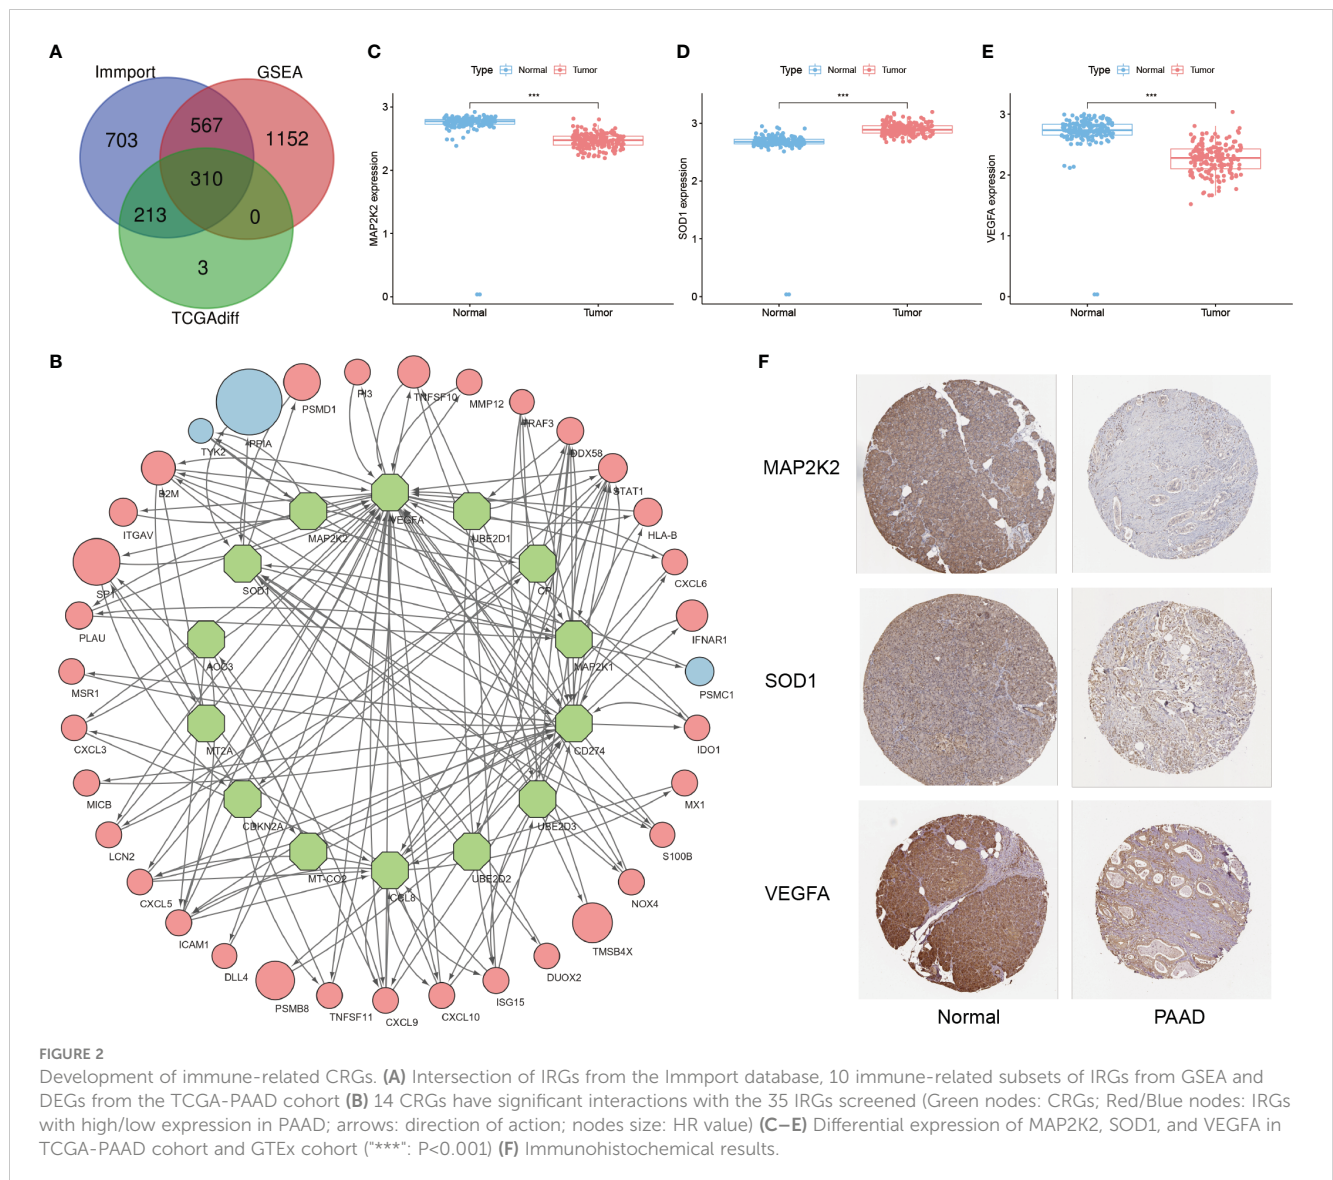 A
Immport
GSEA
703
567
1152
310
213
0
3
TCGAdiff
C
Type Normal Tumor
***
3
2
1
0
MAP2K2 expression
Normal Tumor
D
Type Normal Tumor
***
3
2
1
0
SOD1 expression
Normal Tumor
E
Type Normal Tumor
***
3
2
1
0
VEGFA expression
Normal Tumor
B
PPIA
PSMD1
PI3
TNFSF10
MMP12
TRAF3
DDX58
STAT1
HLA-B
CXCL6
IFNAR1
PSMC1
IDO1
MX1
S100B
NOX4
TMSB4X
DUOX2
ISG15
CXCL10
CXCL9
TNFSF11
PSMB8
DLL4
ICAM1
CXCL5
LCN2
MICB
CXCL3
MSR1
PLAU
SP1
ITGAV
B2M
TYK2
VEGFA
UBE2D1
CP
MAP2K1
CD274
UBE2D3
UBE2D2
CCL8
MT-CO2
CDKN2A
MT2A
AOC3
SOD1
MAP2K2
F
MAP2K2
SOD1
VEGFA
Normal PAAD
FIGURE 2
Development of immune-related CRGs. (A) Intersection of IRGs from the Immport database, 10 immune-related subsets of IRGs from GSEA and
DEGs from the TCGA-PAAD cohort (B) 14 CRGs have significant interactions with the 35 IRGs screened (Green nodes: CRGs; Red/Blue nodes: IRGs
with high/low expression in PAAD; arrows: direction of action; nodes size: HR value) (C–E) Differential expression of MAP2K2, SOD1, and VEGFA in
TCGA-PAAD cohort and GTEx cohort ("***": P<0.001) (F) Immunohistochemical results.